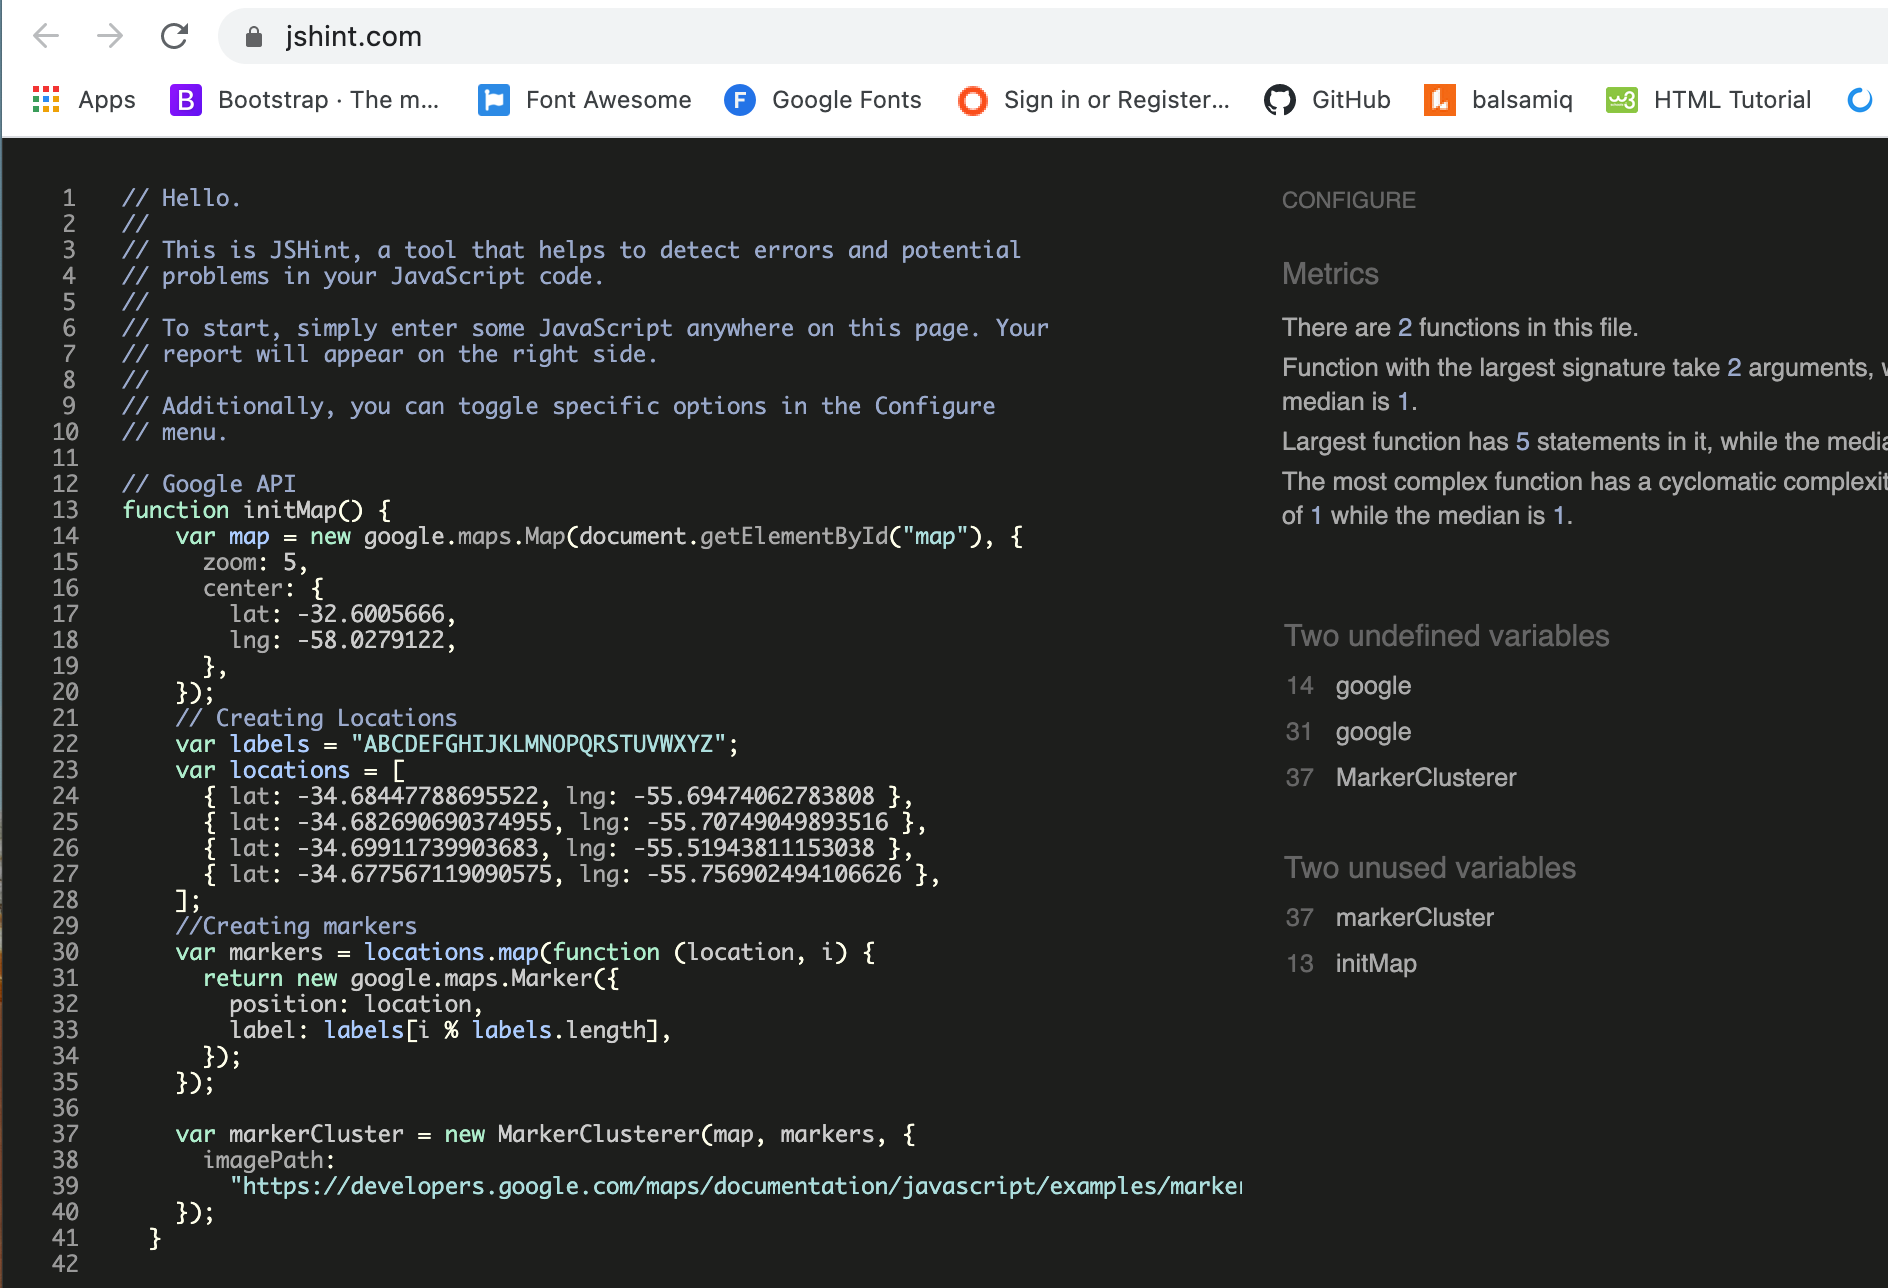 jshint.com
Apps Bootstrap · The m... Font Awesome Google Fonts Sign in or Register... GitHub balsamiq HTML Tutorial
1 // Hello.
2 //
3 // This is JSHint, a tool that helps to detect errors and potential
4 // problems in your JavaScript code.
5 //
6 // To start, simply enter some JavaScript anywhere on this page. Your
7 // report will appear on the right side.
8 //
9 // Additionally, you can toggle specific options in the Configure
10 // menu.
11
12 // Google API
13 function initMap() {
14 var map = new google.maps.Map(document.getElementById("map"), {
15 zoom: 5,
16 center: {
17 lat: -32.6005666,
18 lng: -58.0279122,
19 },
20 });
21 // Creating Locations
22 var labels = "ABCDEFGHIJKLMNOPQRSTUVWXYZ";
23 var locations = [
24 { lat: -34.68447788695522, lng: -55.69474062783808 },
25 { lat: -34.682690690374955, lng: -55.70749049893516 },
26 { lat: -34.69911739903683, lng: -55.51943811153038 },
27 { lat: -34.677567119090575, lng: -55.756902494106626 },
28 ];
29 //Creating markers
30 var markers = locations.map(function (location, i) {
31 return new google.maps.Marker({
32 position: location,
33 label: labels[i % labels.length],
34 });
35 });
36
37 var markerCluster = new MarkerClusterer(map, markers, {
38 imagePath:
39 "https://developers.google.com/maps/documentation/javascript/examples/marker
40 });
41 }
42
CONFIGURE
Metrics
There are 2 functions in this file.
Function with the largest signature take 2 arguments, w
median is 1.
Largest function has 5 statements in it, while the media
The most complex function has a cyclomatic complexit
of 1 while the median is 1.
Two undefined variables
14 google
31 google
37 MarkerClusterer
Two unused variables
37 markerCluster
13 initMap